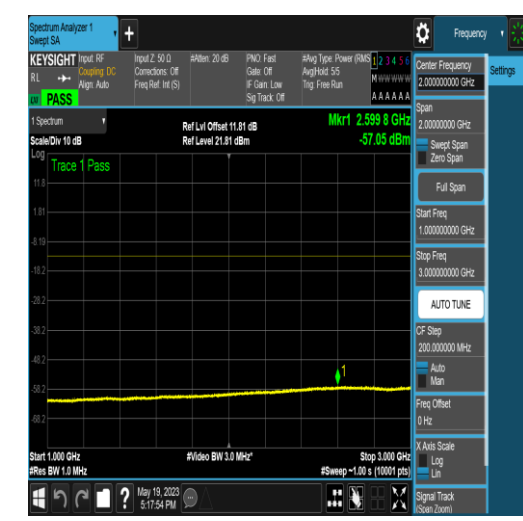 Spectrum Analyzer 1
Swept SA
Frequency
KEYSIGHT
RL
LXI
PASS
Input: RF
Coupling: DC
Align: Auto
Input Z: 50 Ω
Corrections: Off
Freq Ref: Int (S)
#Atten: 20 dB
PNO: Fast
Gate: Off
IF Gain: Low
Sig Track: Off
#Avg Type: Power (RMS
Avg|Hold: 5/5
Trig: Free Run
1 2 3 4 5 6
M W W W W W
A A A A A A
1 Spectrum
Scale/Div 10 dB
Ref Lvl Offset 11.81 dB
Ref Level 21.81 dBm
Mkr1 2.599 8 GHz
-57.05 dBm
Log
Trace 1 Pass
11.8
1.81
-8.19
-18.2
-28.2
-38.2
-48.2
-58.2
-68.2
1
Start 1.000 GHz
#Res BW 1.0 MHz
#Video BW 3.0 MHz*
Stop 3.000 GHz
#Sweep ~1.00 s (10001 pts)
May 19, 2023
5:17:54 PM
Center Frequency
2.000000000 GHz
Settings
Span
2.00000000 GHz
Swept Span
Zero Span
Full Span
Start Freq
1.000000000 GHz
Stop Freq
3.000000000 GHz
AUTO TUNE
CF Step
200.000000 MHz
Auto
Man
Freq Offset
0 Hz
X Axis Scale
Log
Lin
Signal Track
(Span Zoom)